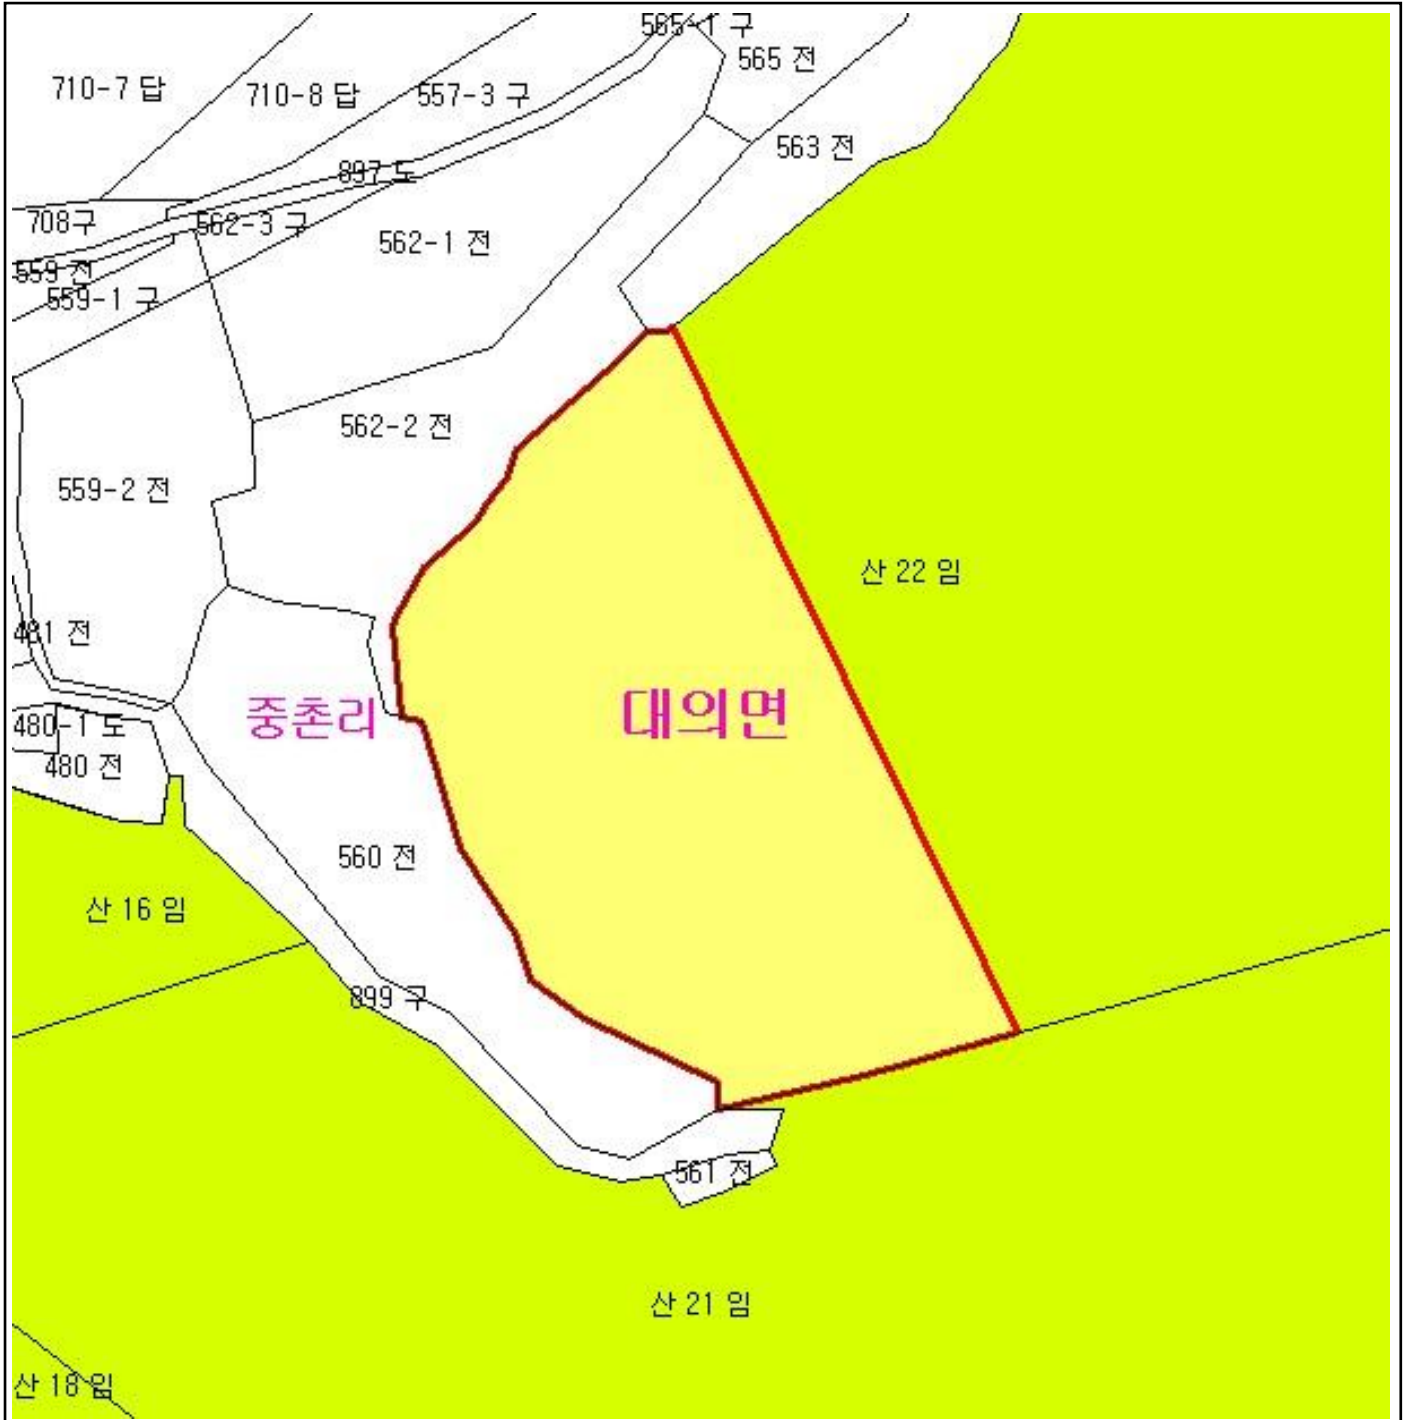 565-1 구
565 전
710-7 답
710-8 답
557-3 구
563 전
897 도
708구
562-3 구
562-1 전
559 전
559-1 구
562-2 전
559-2 전
산 22 임
481 전
중촌리
대의면
480-1 도
480 전
560 전
산 16 임
899 구
561 전
산 21 임
산 18 임